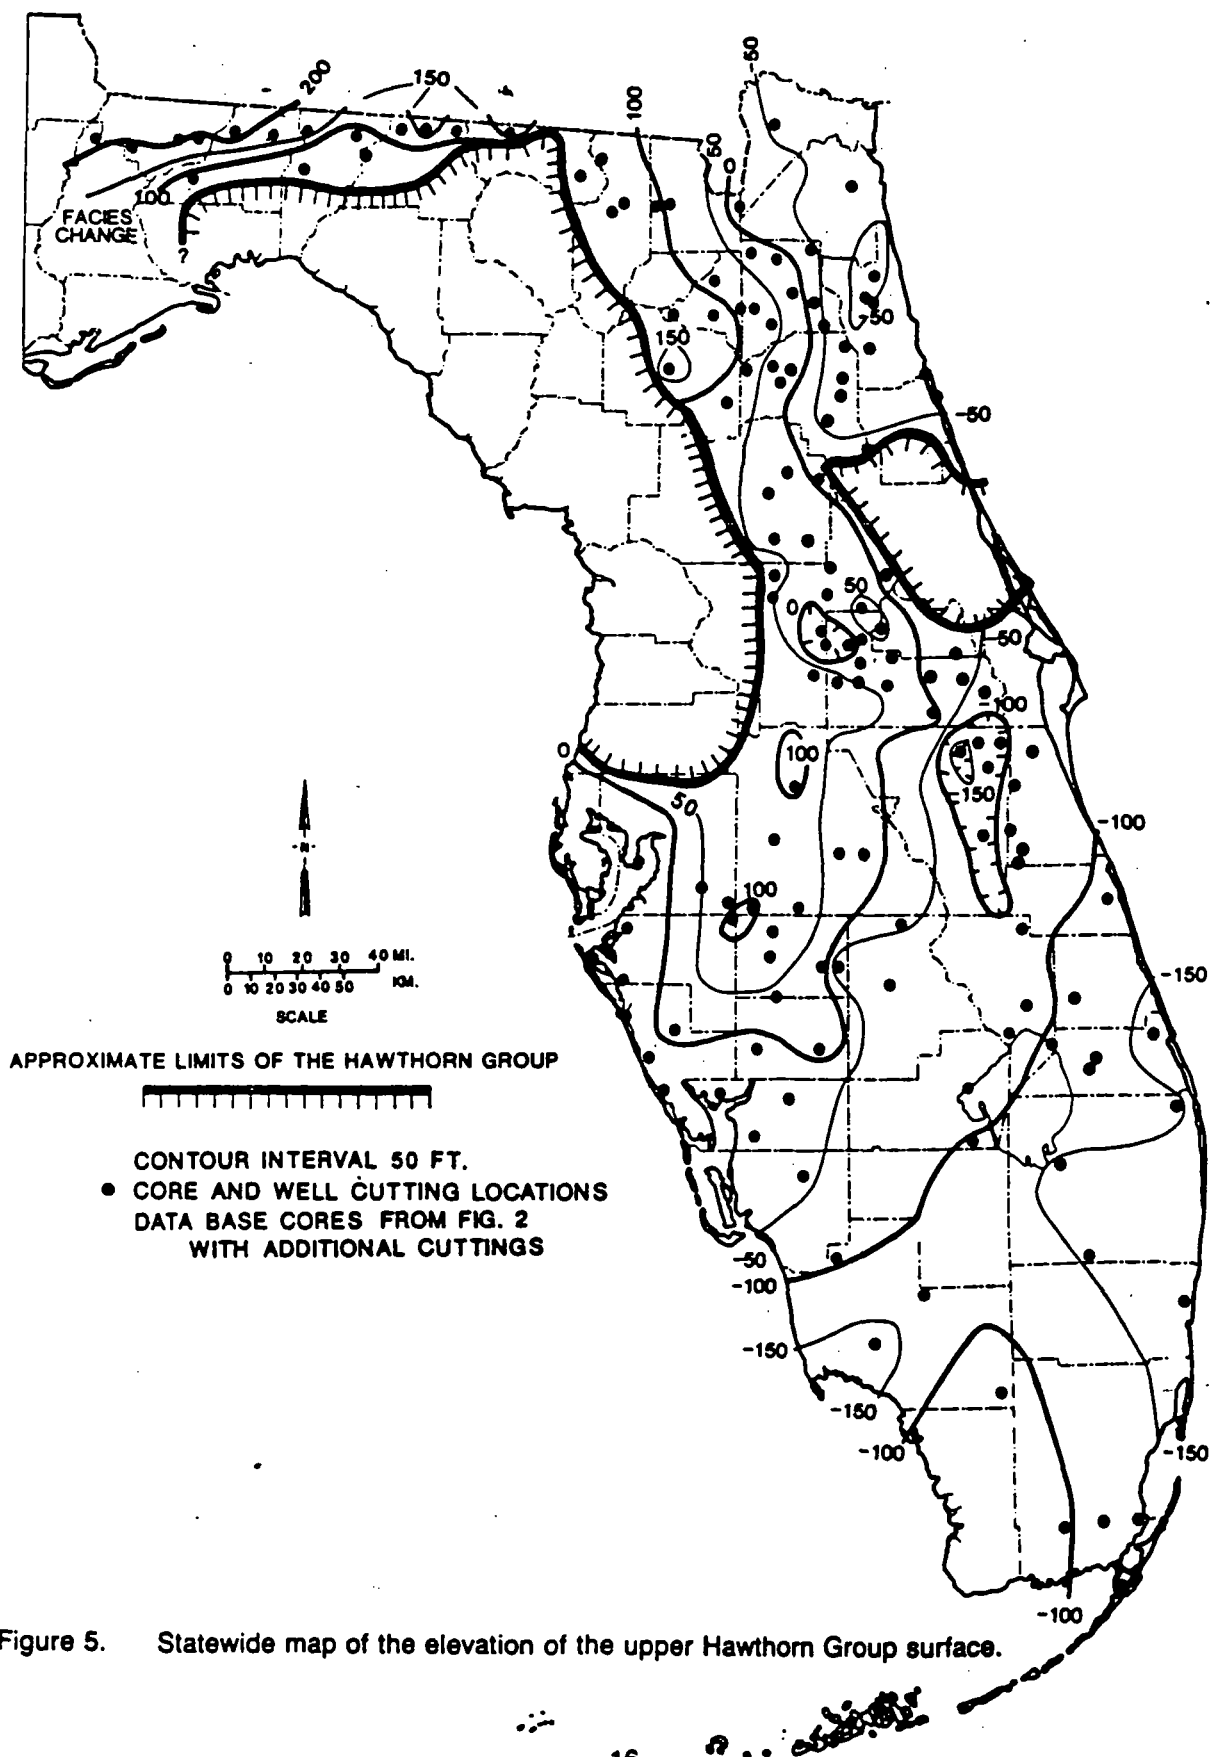 -50
200
150
100
50
0
100
FACIES
CHANGE
?
150
-50
-50
50
0
-50
-100
0
100
50
150
-100
100
0 10 20 30 40 MI.
0 10 20 30 40 50 KM.
SCALE
-150
APPROXIMATE LIMITS OF THE HAWTHORN GROUP
CONTOUR INTERVAL 50 FT.
● CORE AND WELL CUTTING LOCATIONS
DATA BASE CORES FROM FIG. 2
WITH ADDITIONAL CUTTINGS
-50
-100
-150
-150
-100
-150
-100
Figure 5. Statewide map of the elevation of the upper Hawthorn Group surface.